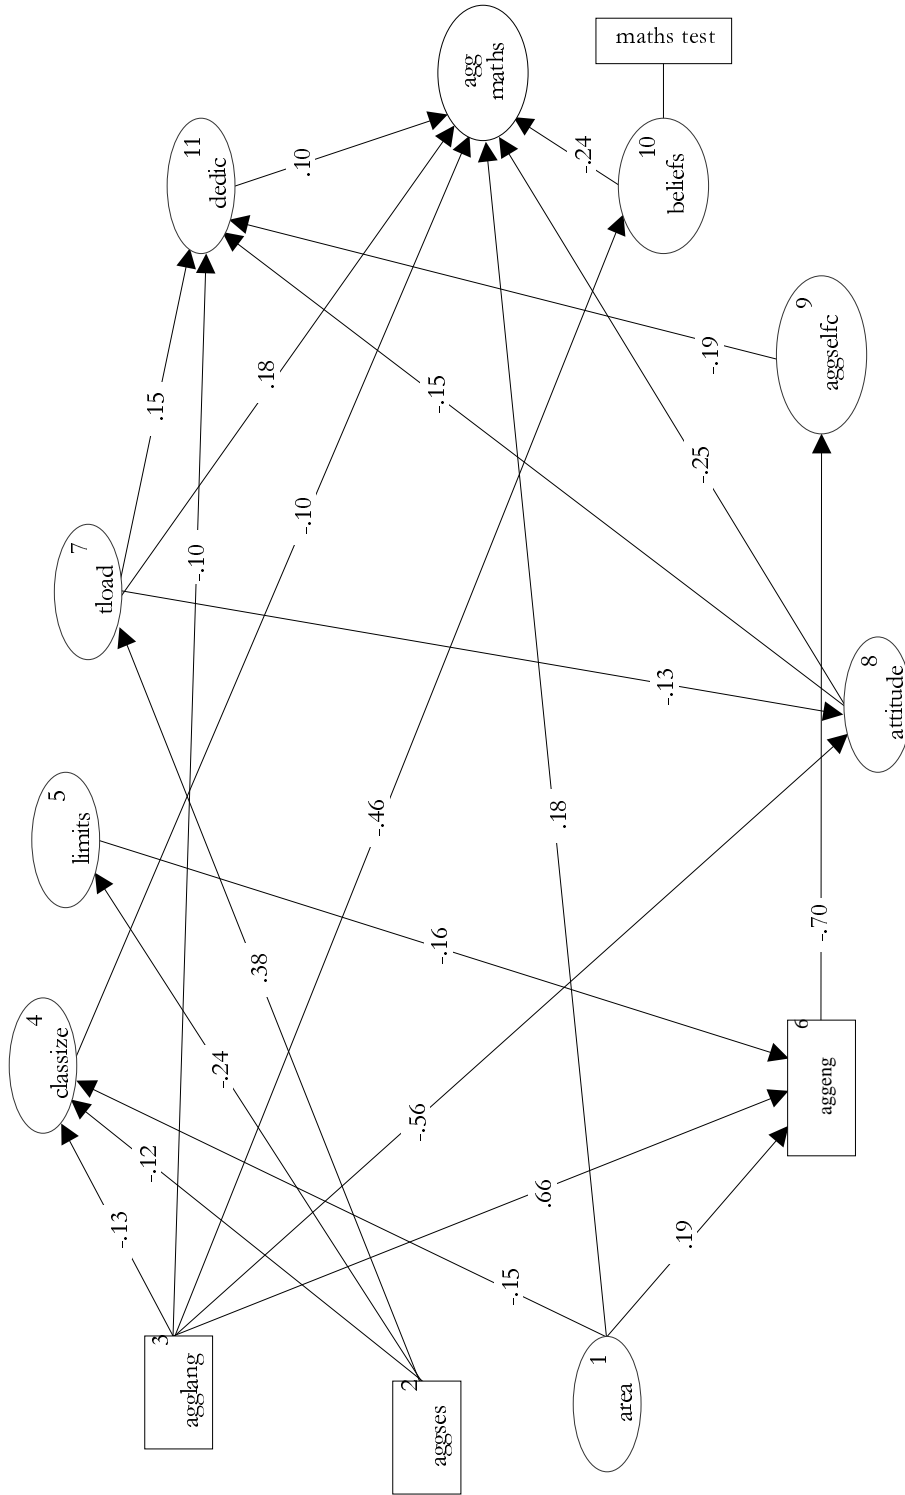 maths test
agg
maths
11
dedic
10
beliefs
.10
-.24
9
aggselfc
-.19
.15
.18
-.15
-.25
7
tload
-.10
-.10
-.13
8
attitude
5
limits
-.46
.18
-.16
-.70
.38
4
classize
-.24
-.56
6
aggeng
-.12
-.13
.66
.19
-.15
3
agglang
2
aggses
1
area